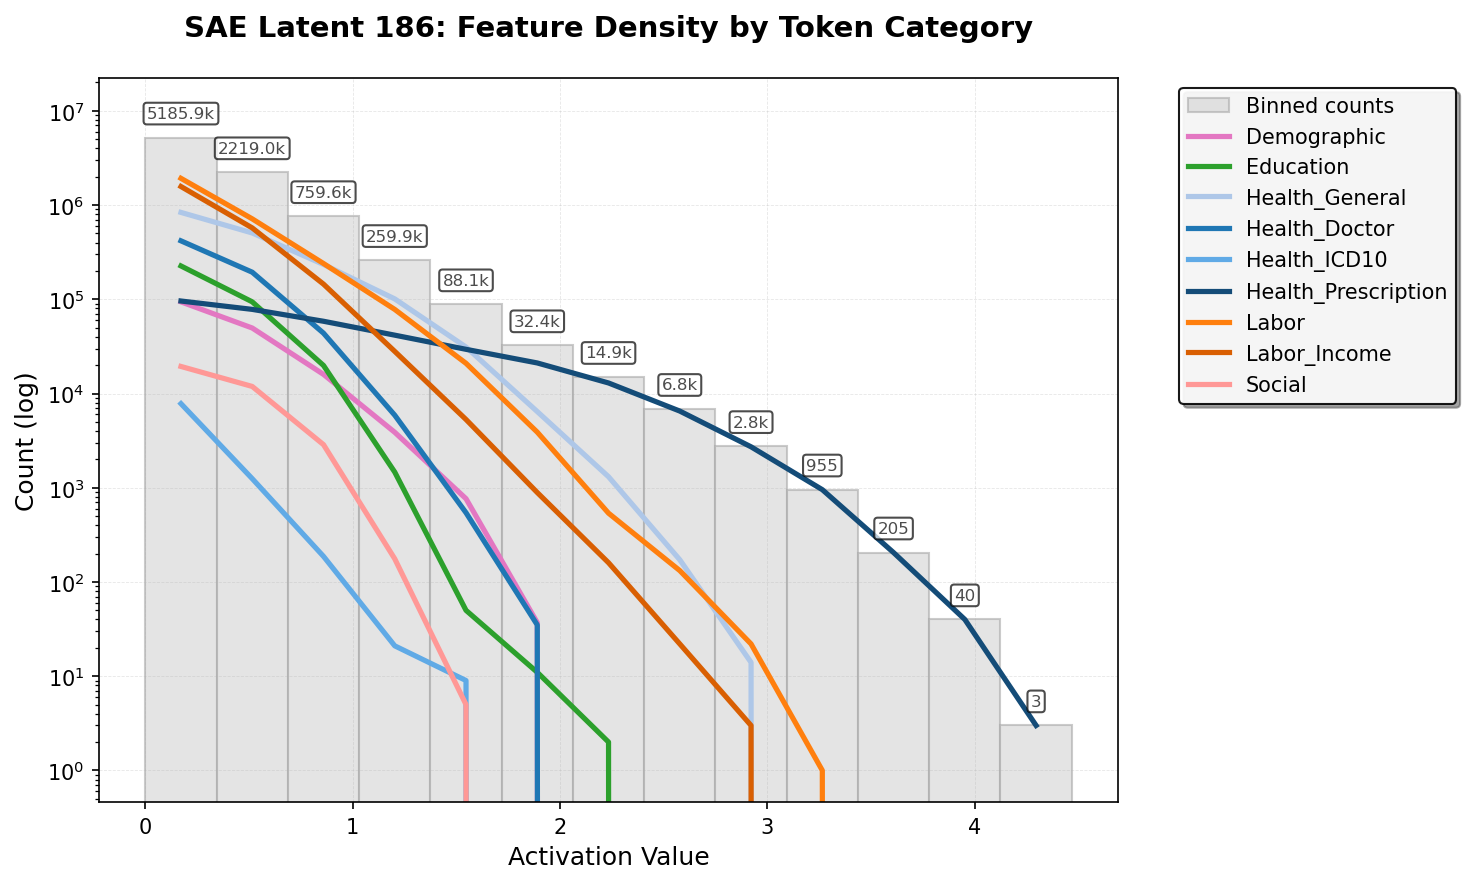 SAE Latent 186: Feature Density by Token Category
Count (log)
10⁷
10⁶
10⁵
10⁴
10³
10²
10¹
10⁰
5185.9k
2219.0k
759.6k
259.9k
88.1k
32.4k
14.9k
6.8k
2.8k
955
205
40
3
0
1
2
3
4
Activation Value
Binned counts
Demographic
Education
Health_General
Health_Doctor
Health_ICD10
Health_Prescription
Labor
Labor_Income
Social